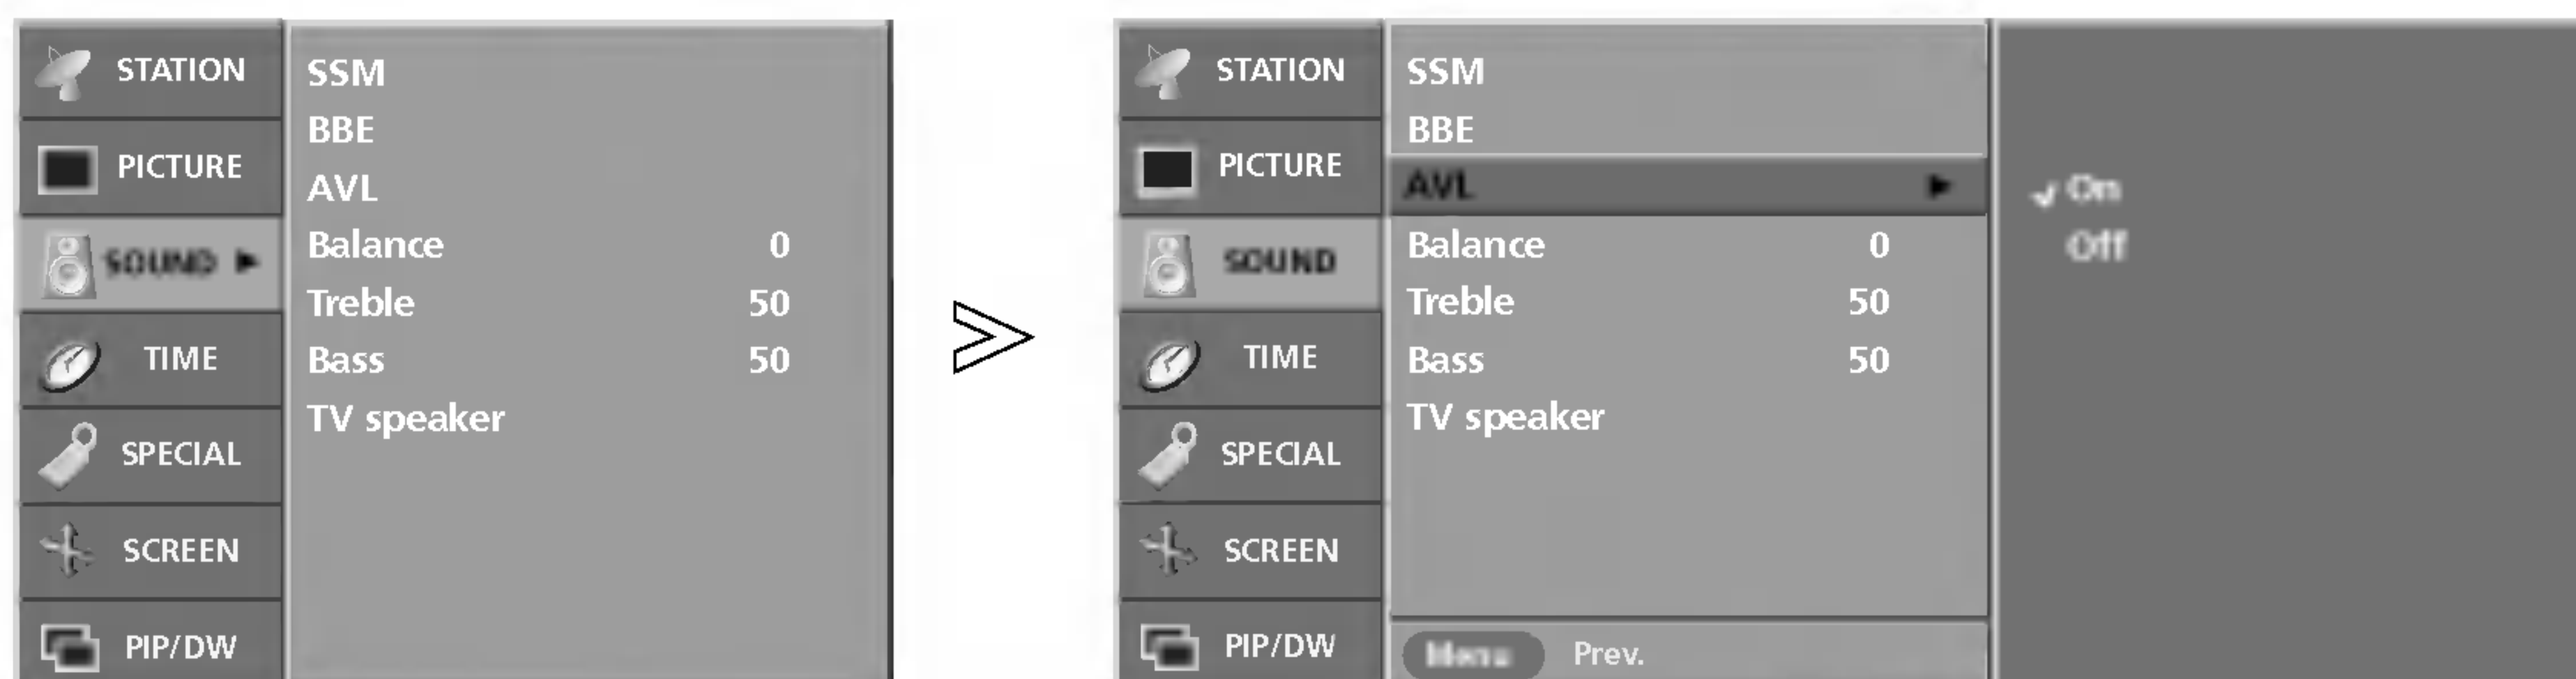 STATION
PICTURE
SOUND
TIME
SPECIAL
SCREEN
PIP/DW
SSM
BBE
AVL
Balance 0
Treble 50
Bass 50
TV speaker
STATION
PICTURE
SOUND
TIME
SPECIAL
SCREEN
PIP/DW
SSM
BBE
AVL
Balance 0
Treble 50
Bass 50
TV speaker
Menu Prev.
On
Off